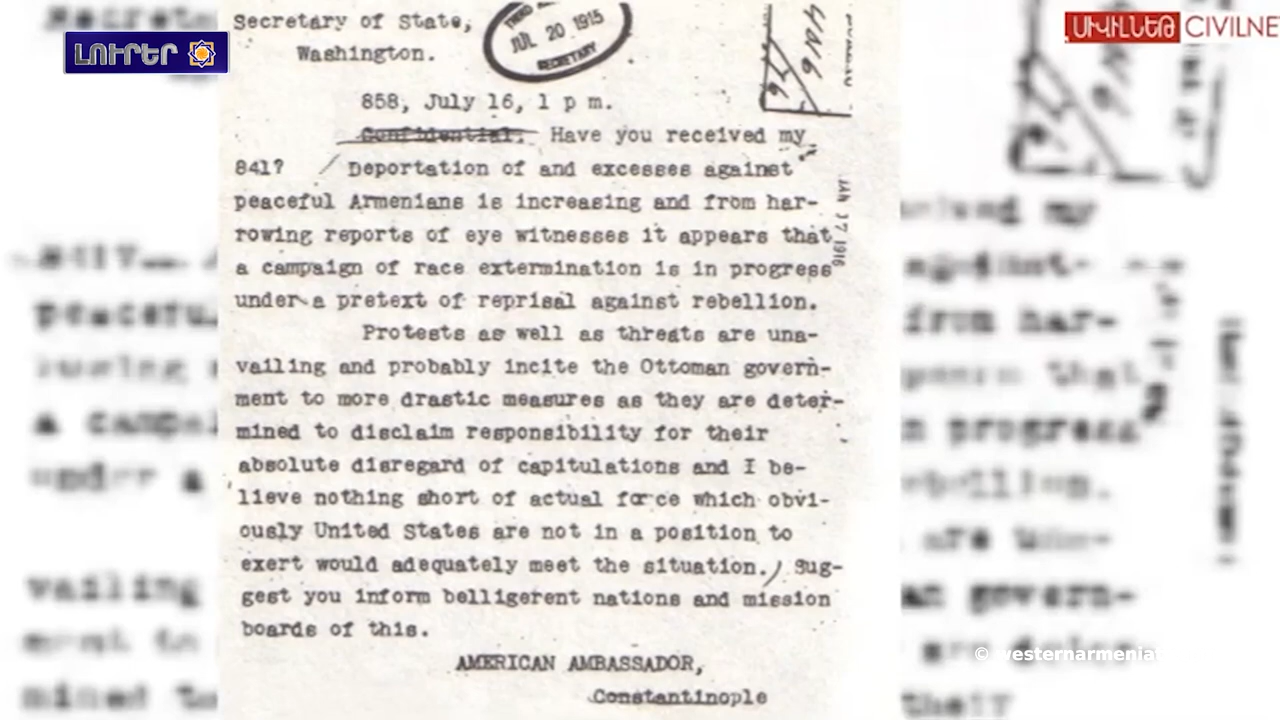 ԼՈՒՐԵՐ
ՍԻՎԻԼՆԵԹ CIVILNE
Secretary of State,
Washington.
JUL 20 1915
SECRETARY
858, July 16, 1 p m.
Confidential. Have you received my
841? Deportation of and excesses against
peaceful Armenians is increasing and from har-
rowing reports of eye witnesses it appears that
a campaign of race extermination is in progress
under a pretext of reprisal against rebellion.
Protests as well as threats are una-
vailing and probably incite the Ottoman govern-
ment to more drastic measures as they are deter-
mined to disclaim responsibility for their
absolute disregard of capitulations and I be-
lieve nothing short of actual force which obvi-
ously United States are not in a position to
exert would adequately meet the situation. Sug-
gest you inform belligerent nations and mission
boards of this.
AMERICAN AMBASSADOR,
Constantinople
JAN 17 1916
© westernarmeniat